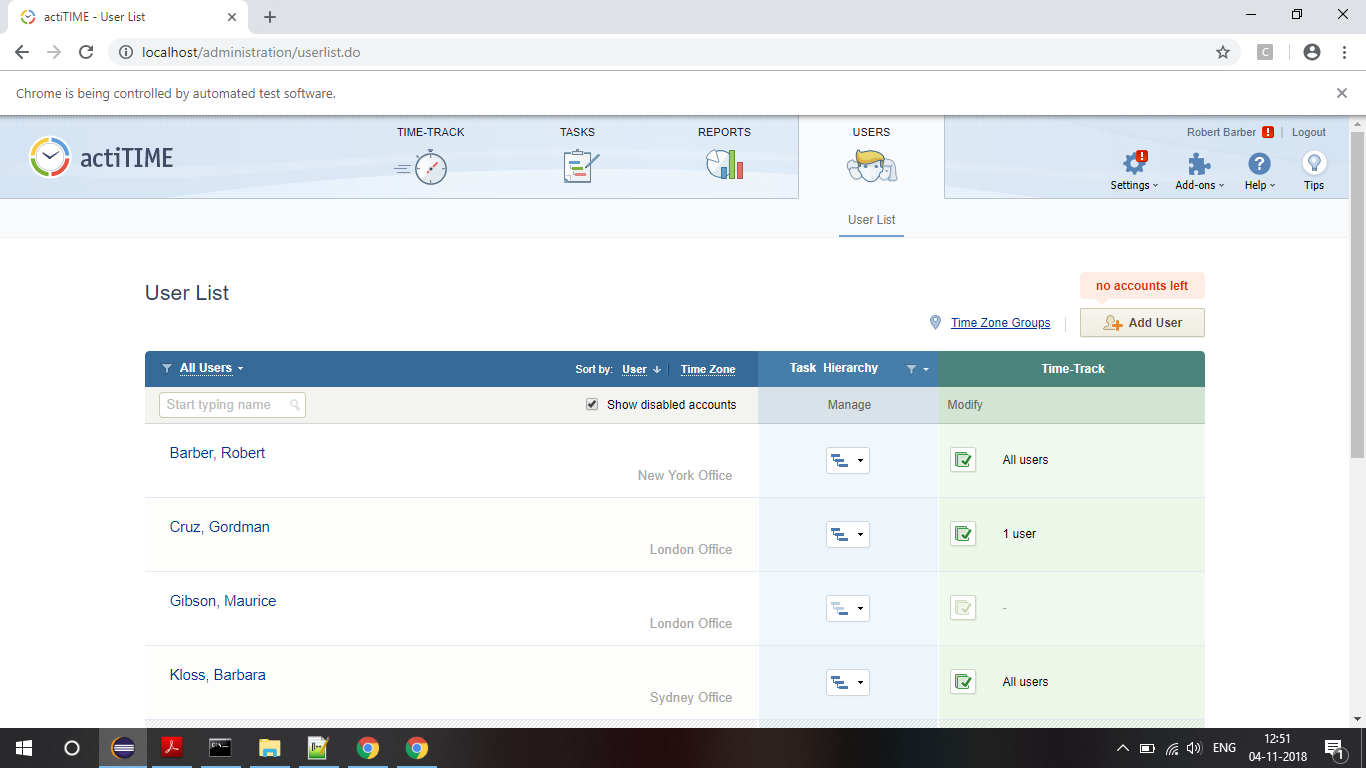 actiTIME - User List
localhost/administration/userlist.do
C
Chrome is being controlled by automated test software.
actiTIME
TIME-TRACK
TASKS
REPORTS
USERS
Robert Barber ! | Logout
Settings
Add-ons
Help
Tips
User List
User List
no accounts left
Time Zone Groups
Add User
All Users
Sort by: User ↓ Time Zone
Task Hierarchy
Time-Track
Start typing name
Show disabled accounts
Manage
Modify
Barber, Robert
New York Office
All users
Cruz, Gordman
London Office
1 user
Gibson, Maurice
London Office
-
Kloss, Barbara
Sydney Office
All users
ENG
12:51
04-11-2018
1